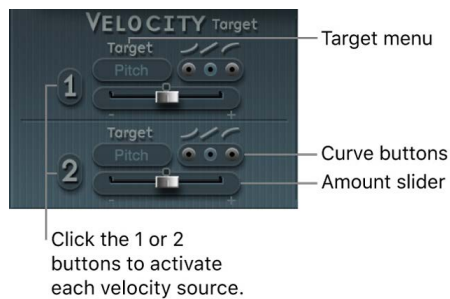 VELOCITY Target
Target
Pitch
1
- +
Target
Pitch
2
- +
Target menu
Curve buttons
Amount slider
Click the 1 or 2
buttons to activate
each velocity source.